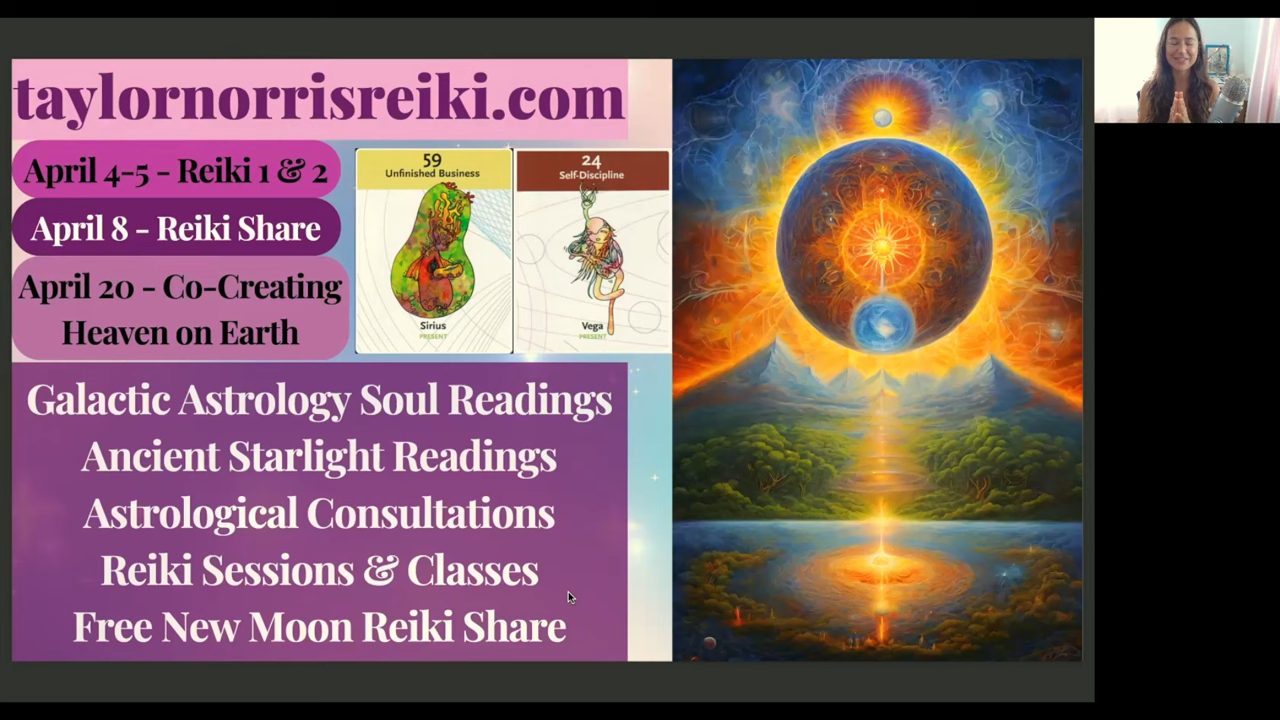 taylornorrisreiki.com
April 4-5 - Reiki 1 & 2
April 8 - Reiki Share
April 20 - Co-Creating
Heaven on Earth
59
Unfinished Business
Sirius
PRESENT
24
Self-Discipline
Vega
PRESENT
Galactic Astrology Soul Readings
Ancient Starlight Readings
Astrological Consultations
Reiki Sessions & Classes
Free New Moon Reiki Share